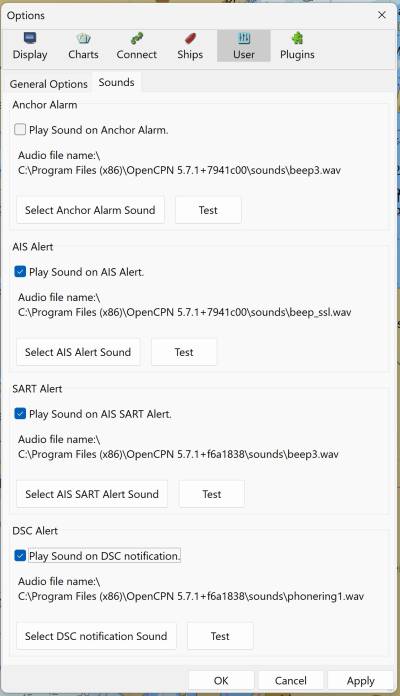 Options
Display Charts Connect Ships User Plugins
General Options Sounds
Anchor Alarm
Play Sound on Anchor Alarm.
Audio file name:\
C:\Program Files (x86)\OpenCPN 5.7.1+7941c00\sounds\beep3.wav
Select Anchor Alarm Sound Test
AIS Alert
Play Sound on AIS Alert.
Audio file name:\
C:\Program Files (x86)\OpenCPN 5.7.1+7941c00\sounds\beep_ssl.wav
Select AIS Alert Sound Test
SART Alert
Play Sound on AIS SART Alert.
Audio file name:\
C:\Program Files (x86)\OpenCPN 5.7.1+f6a1838\sounds\beep3.wav
Select AIS SART Alert Sound Test
DSC Alert
Play Sound on DSC notification.
Audio file name:\
C:\Program Files (x86)\OpenCPN 5.7.1+f6a1838\sounds\phonering1.wav
Select DSC notification Sound Test
OK Cancel Apply